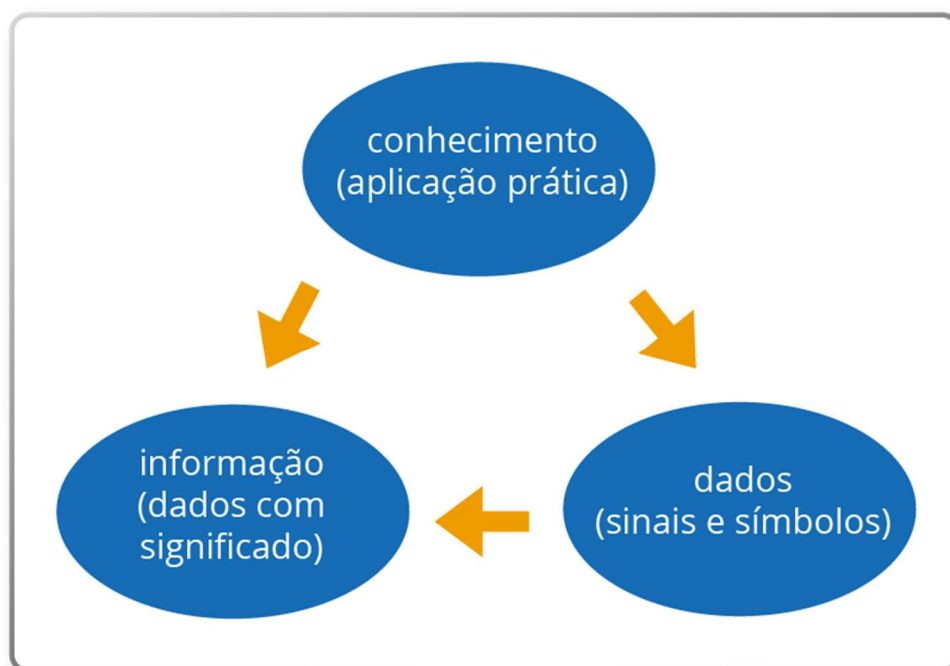 conhecimento
(aplicação prática)
informação
(dados com
significado)
dados
(sinais e símbolos)